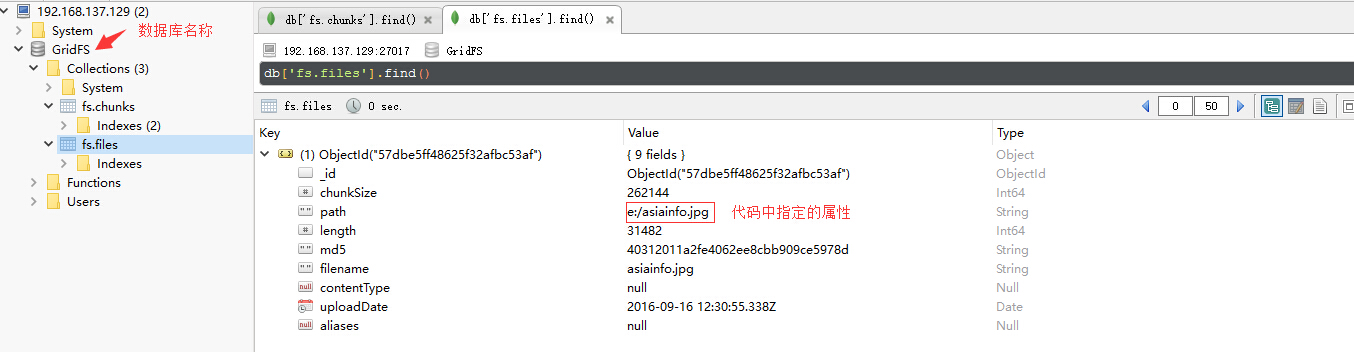 192.168.137.129 (2)
System
数据库名称
GridFS
Collections (3)
System
fs.chunks
Indexes (2)
fs.files
Indexes
Functions
Users
db['fs.chunks').find()
db['fs.files').find()
192.168.137.129:27017 GridFS
db['fs.files'].find()
fs.files 0 sec. 0 50
Key Value Type
(1) ObjectId("57dbe5ff48625f32afbc53af") { 9 fields } Object
_id ObjectId("57dbe5ff48625f32afbc53af") ObjectId
# chunkSize 262144 Int64
"" path e:/asiainfo.jpg 代码中指定的属性 String
# length 31482 Int64
"" md5 40312011a2fe4062ee8cbb909ce5978d String
"" filename asiainfo.jpg String
null contentType null Null
uploadDate 2016-09-16 12:30:55.338Z Date
null aliases null Null